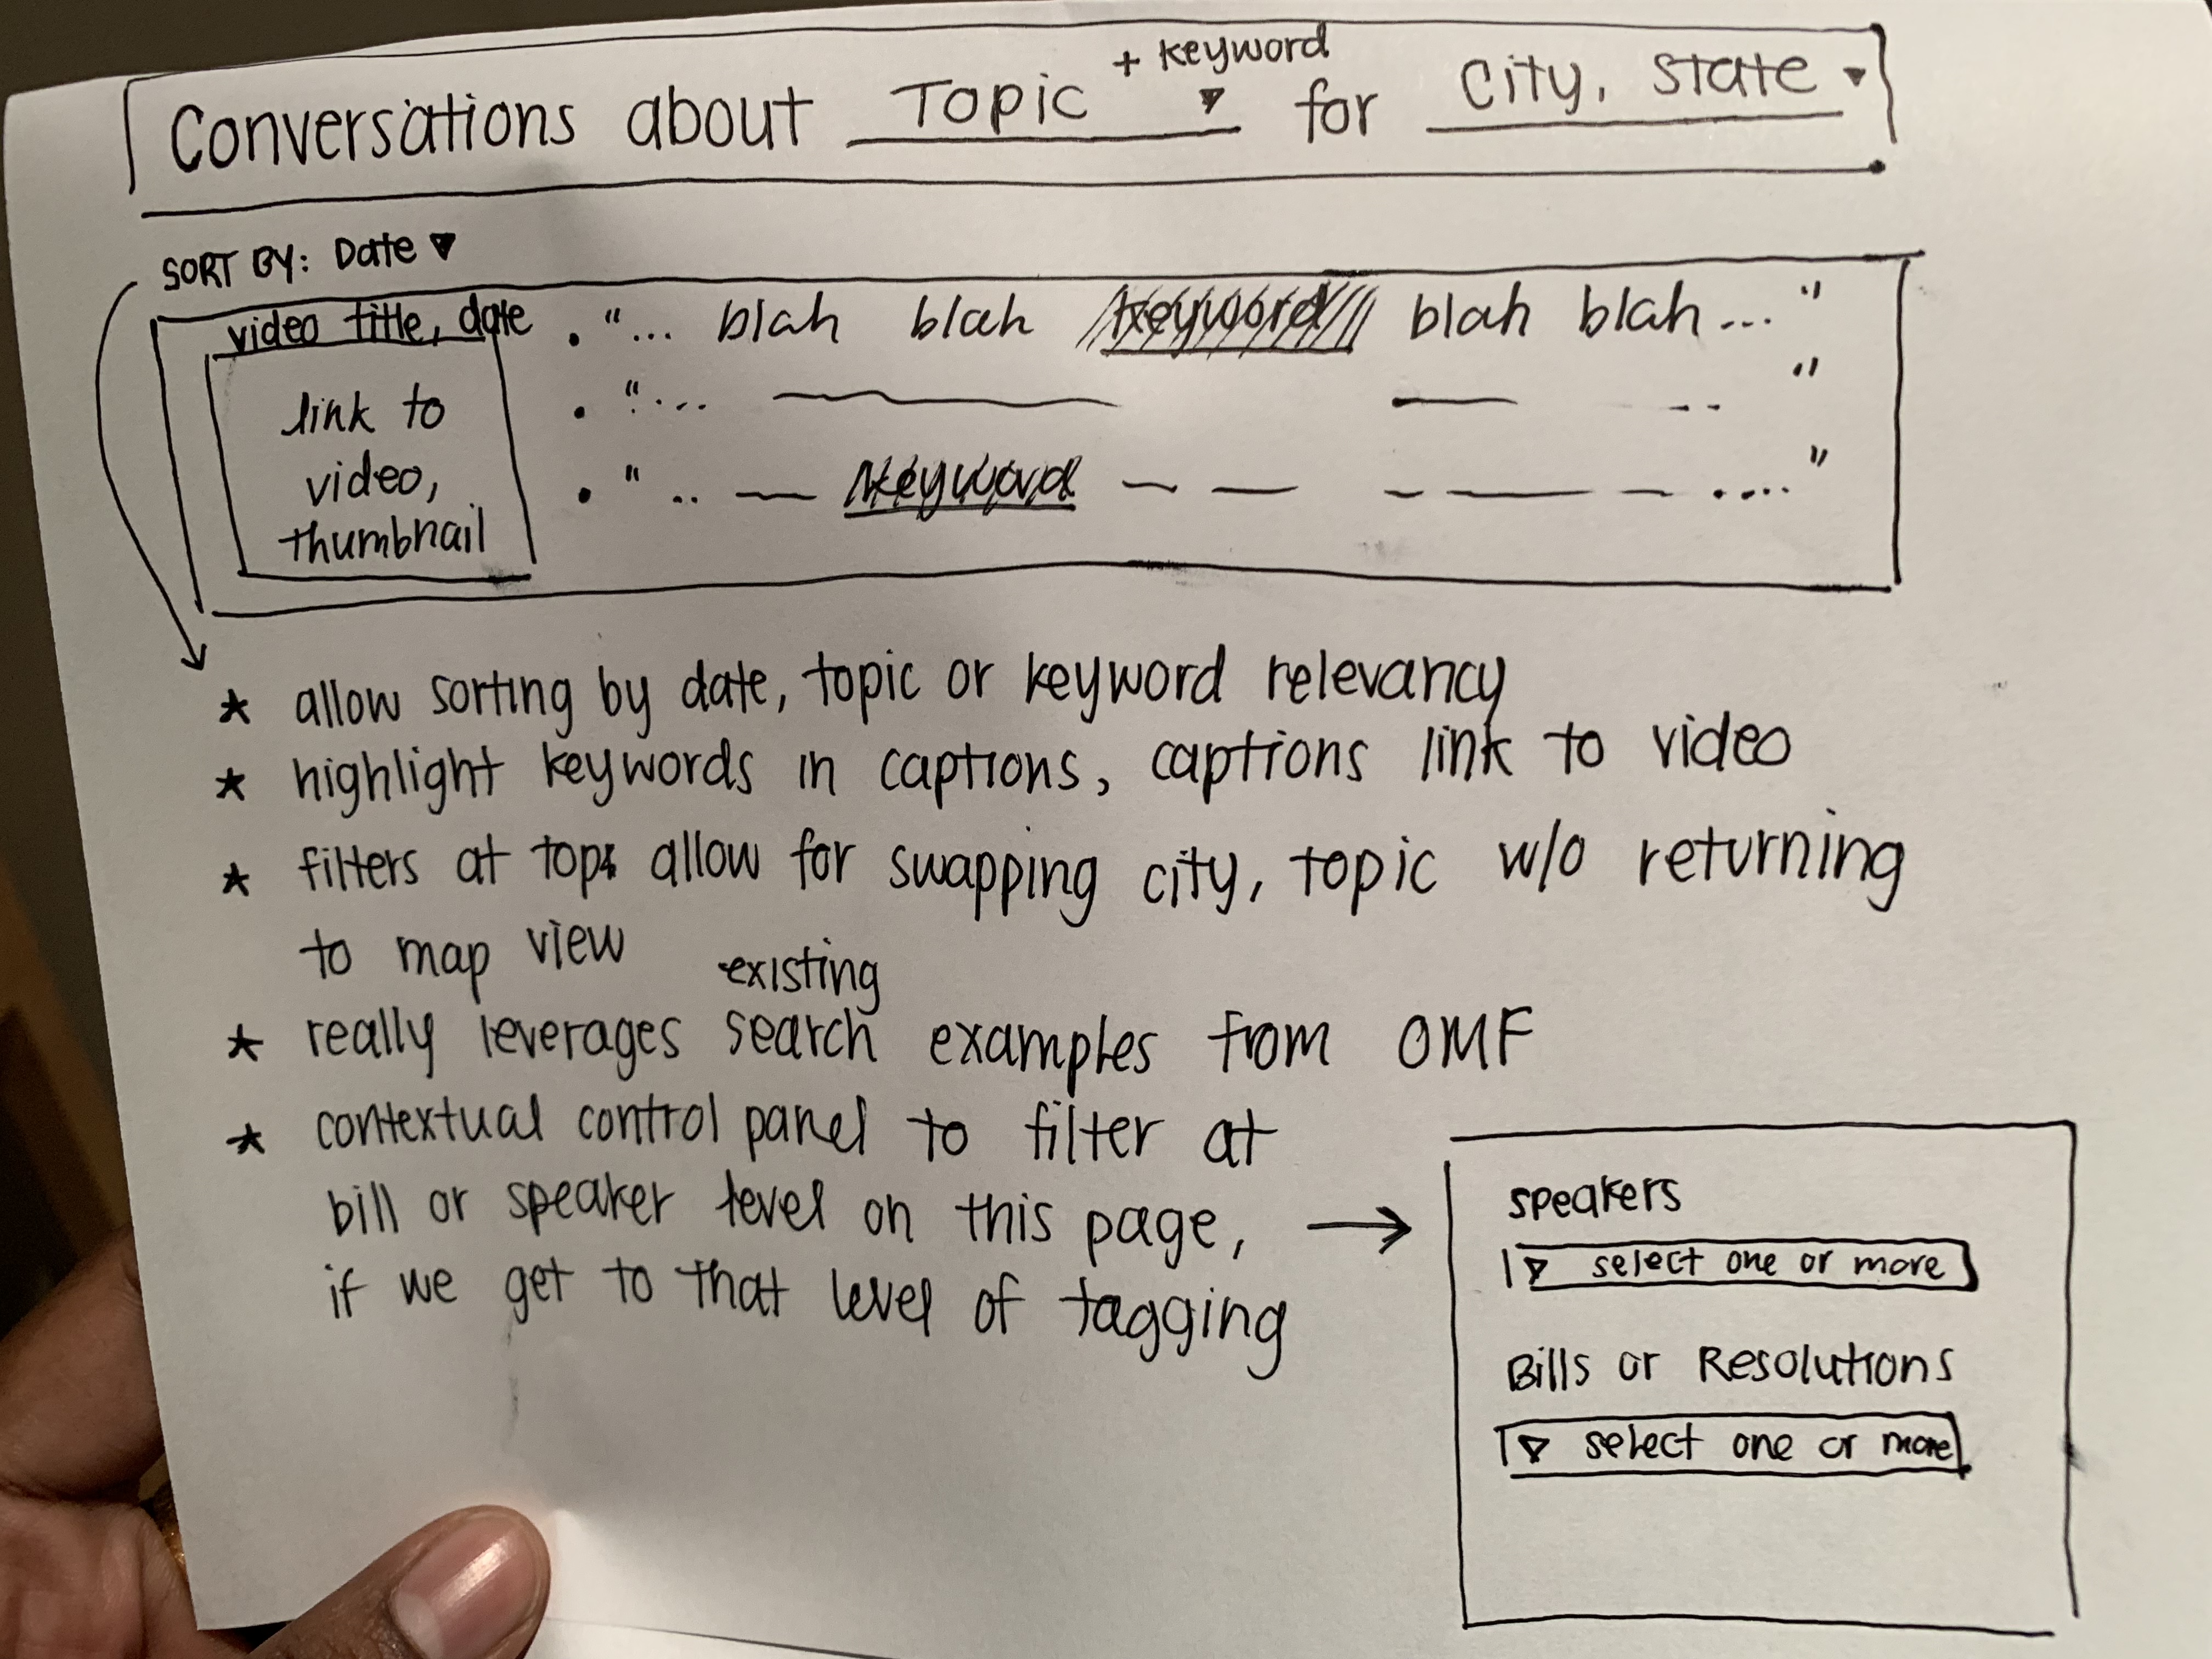 + keyword
Conversations about Topic ▾ for City, State ▾
SORT BY: Date ▾
video title, date
link to
video,
thumbnail
• "... blah blah keyword blah blah ..."
• "... "
• " .. keyword .... "
* allow sorting by date, topic or keyword relevancy
* highlight keywords in captions, captions link to video
* filters at top allow for swapping city, topic w/o returning
to map view
existing
* really leverages search examples from OMF
* contextual control panel to filter at
bill or speaker level on this page, →
if we get to that level of tagging
speakers
▽ select one or more
Bills or Resolutions
▽ select one or more